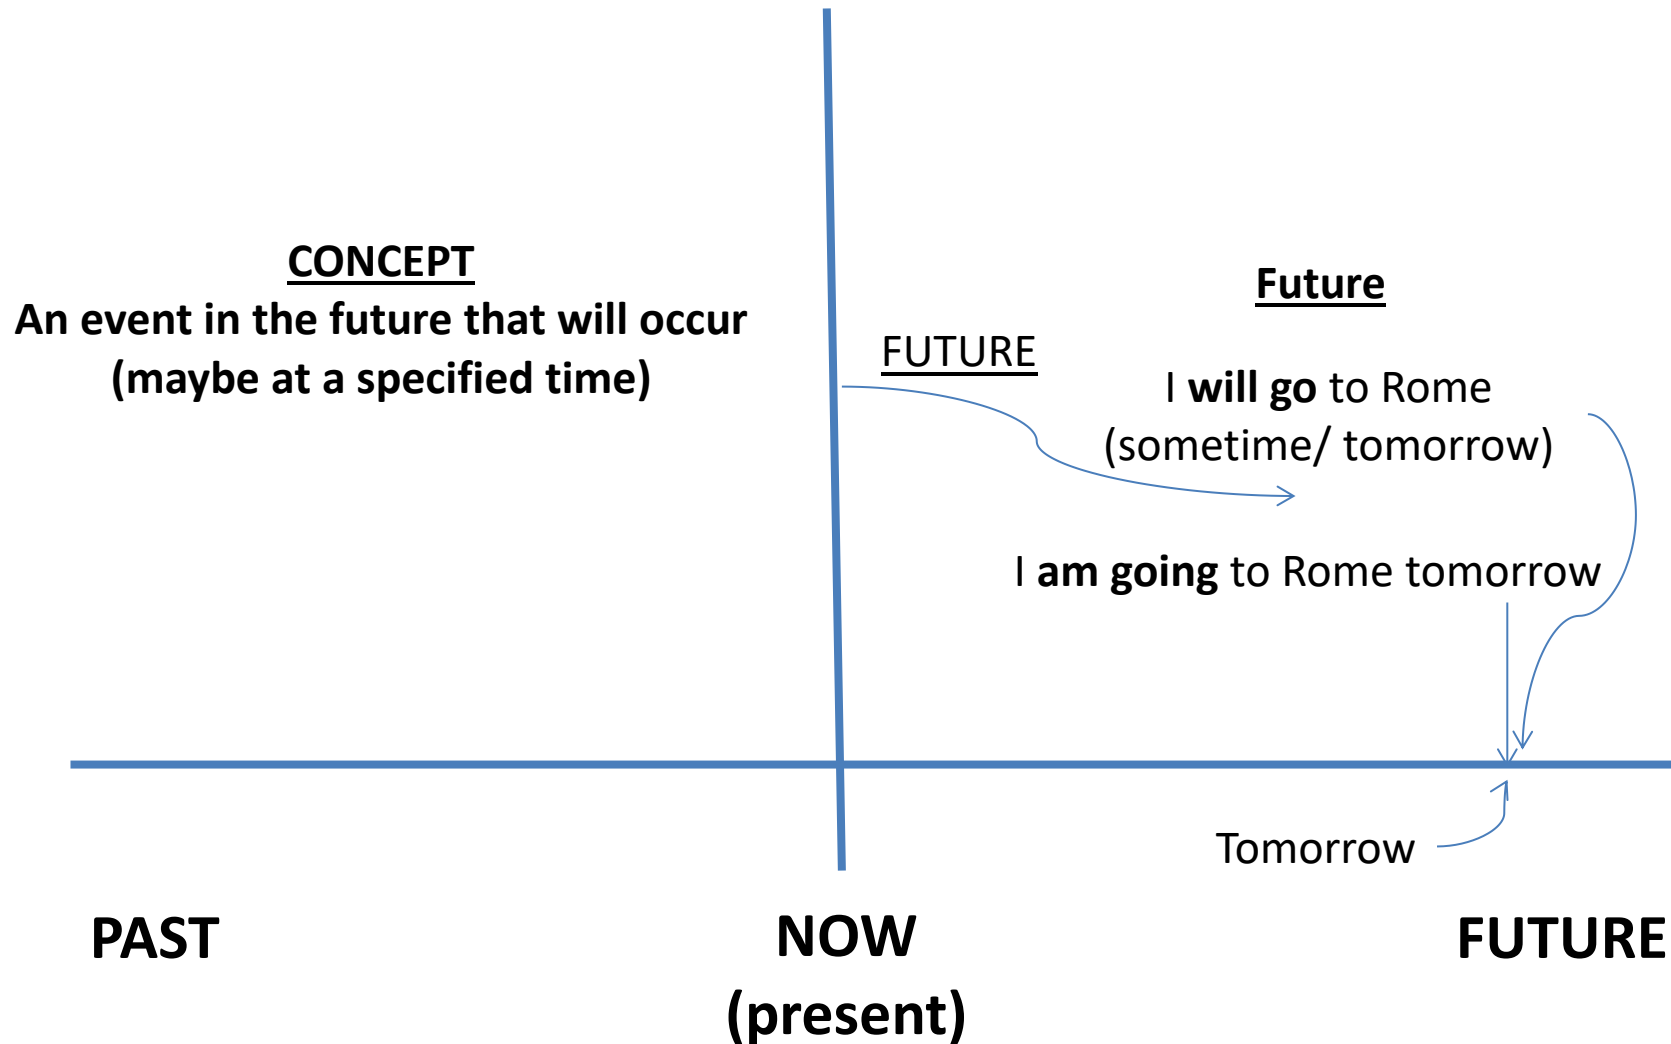 CONCEPT
An event in the future that will occur
(maybe at a specified time)
Future
FUTURE
I will go to Rome
(sometime/ tomorrow)
I am going to Rome tomorrow
Tomorrow
PAST
NOW
(present)
FUTURE